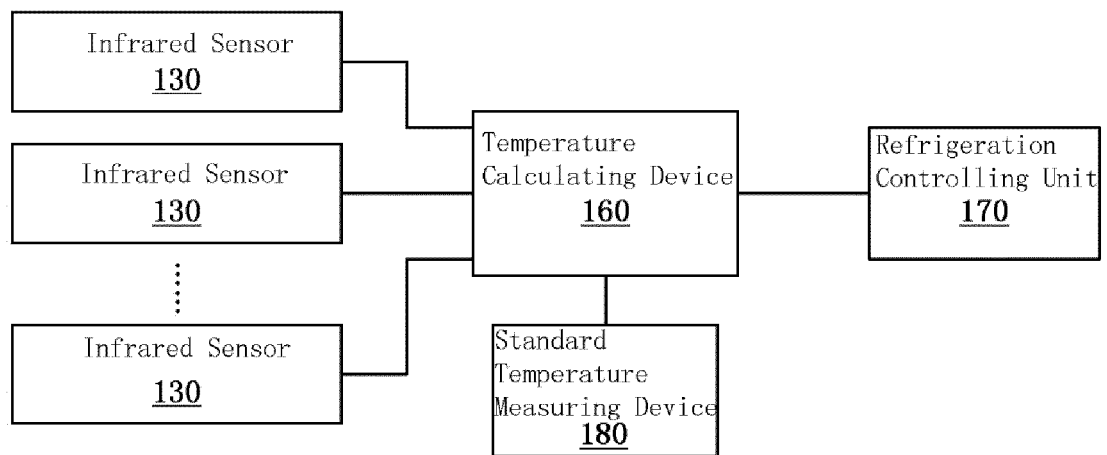 Infrared Sensor
130
Infrared Sensor
130
Infrared Sensor
130
Temperature
Calculating Device
160
Standard
Temperature
Measuring Device
180
Refrigeration
Controlling Unit
170